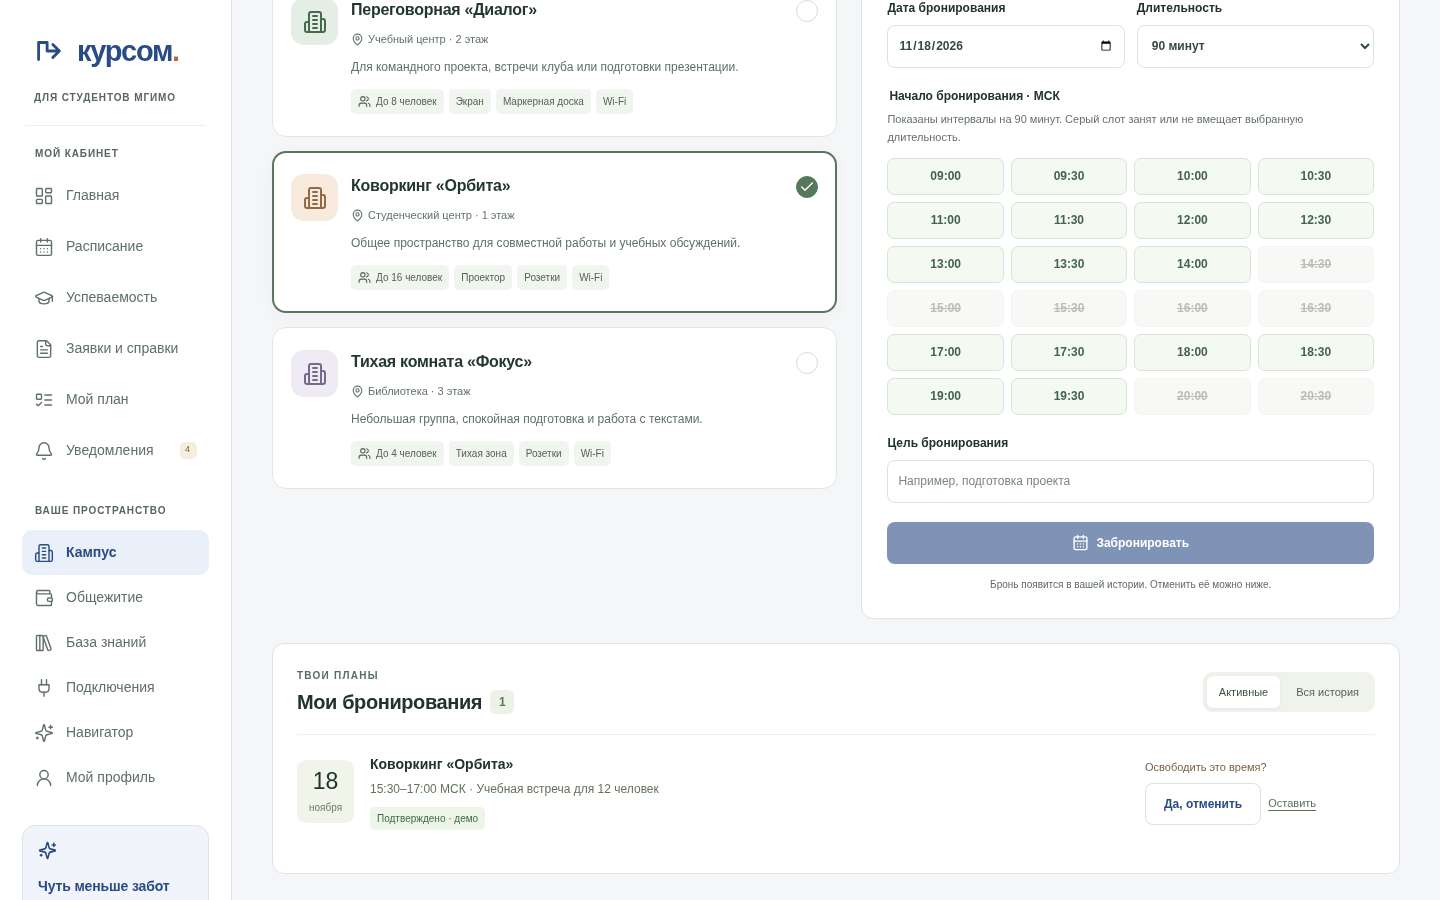 курсом.
ДЛЯ СТУДЕНТОВ МГИМО
МОЙ КАБИНЕТ
Главная
Расписание
Успеваемость
Заявки и справки
Мой план
Уведомления
4
ВАШЕ ПРОСТРАНСТВО
Кампус
Общежитие
База знаний
Подключения
Навигатор
Мой профиль
Чуть меньше забот
Переговорная «Диалог»
Учебный центр · 2 этаж
Для командного проекта, встречи клуба или подготовки презентации.
До 8 человек
Экран
Маркерная доска
Wi-Fi
Коворкинг «Орбита»
Студенческий центр · 1 этаж
Общее пространство для совместной работы и учебных обсуждений.
До 16 человек
Проектор
Розетки
Wi-Fi
Тихая комната «Фокус»
Библиотека · 3 этаж
Небольшая группа, спокойная подготовка и работа с текстами.
До 4 человек
Тихая зона
Розетки
Wi-Fi
Дата бронирования
Длительность
11/18/2026
90 минут
Начало бронирования · МСК
Показаны интервалы на 90 минут. Серый слот занят или не вмещает выбранную
длительность.
09:00
09:30
10:00
10:30
11:00
11:30
12:00
12:30
13:00
13:30
14:00
14:30
15:00
15:30
16:00
16:30
17:00
17:30
18:00
18:30
19:00
19:30
20:00
20:30
Цель бронирования
Например, подготовка проекта
Забронировать
Бронь появится в вашей истории. Отменить её можно ниже.
ТВОИ ПЛАНЫ
Мои бронирования
1
Активные
Вся история
18
ноября
Коворкинг «Орбита»
15:30–17:00 МСК · Учебная встреча для 12 человек
Подтверждено · демо
Освободить это время?
Да, отменить
Оставить